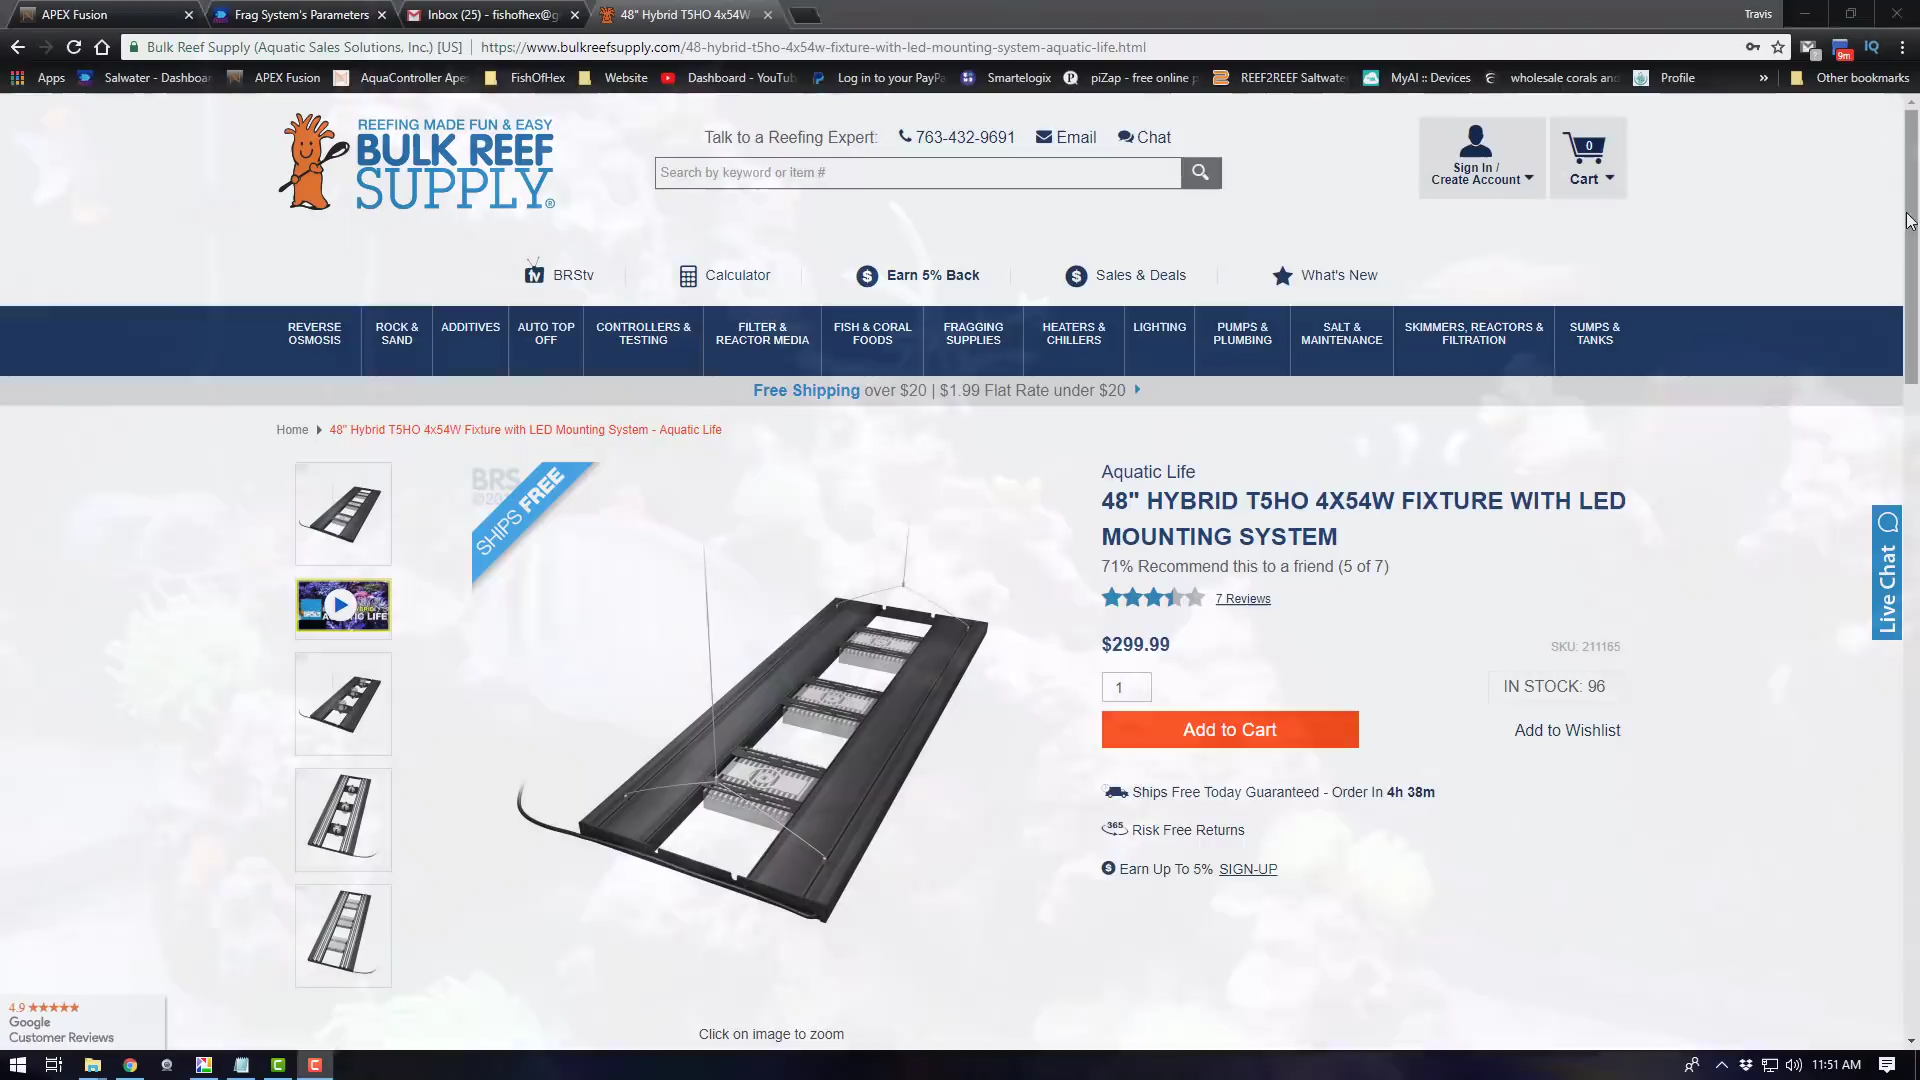 APEX Fusion
Frag System's Parameters
Inbox (25) - fishofhex@g
48" Hybrid T5HO 4x54W
Travis
Bulk Reef Supply (Aquatic Sales Solutions, Inc.) [US]
https://www.bulkreefsupply.com/48-hybrid-t5ho-4x54w-fixture-with-led-mounting-system-aquatic-life.html
9m
IQ
Apps
Salwater - Dashboar
APEX Fusion
AquaController Ape
FishOfHex
Website
Dashboard - YouTu
Log in to your PayPa
Smartelogix
piZap - free online p
REEF2REEF Saltwate
MyAI :: Devices
wholesale corals and
Profile
»
Other bookmarks
REEFING MADE FUN & EASY
BULK REEF
SUPPLY®
Talk to a Reefing Expert: 763-432-9691 Email Chat
Search by keyword or item #
Sign In /
Create Account
0
Cart
tv BRStv
Calculator
$ Earn 5% Back
$ Sales & Deals
What's New
REVERSE
OSMOSIS
ROCK &
SAND
ADDITIVES
AUTO TOP
OFF
CONTROLLERS &
TESTING
FILTER &
REACTOR MEDIA
FISH & CORAL
FOODS
FRAGGING
SUPPLIES
HEATERS &
CHILLERS
LIGHTING
PUMPS &
PLUMBING
SALT &
MAINTENANCE
SKIMMERS, REACTORS &
FILTRATION
SUMPS &
TANKS
Free Shipping over $20 | $1.99 Flat Rate under $20
Home
48" Hybrid T5HO 4x54W Fixture with LED Mounting System - Aquatic Life
BRS
SHIPS FREE
Aquatic Life
48" HYBRID T5HO 4X54W FIXTURE WITH LED
MOUNTING SYSTEM
71% Recommend this to a friend (5 of 7)
7 Reviews
$299.99
SKU: 211165
1
IN STOCK: 96
Add to Cart
Add to Wishlist
Ships Free Today Guaranteed - Order In 4h 38m
365 Risk Free Returns
$ Earn Up To 5% SIGN-UP
Live Chat
4.9
Google
Customer Reviews
Click on image to zoom
11:51 AM